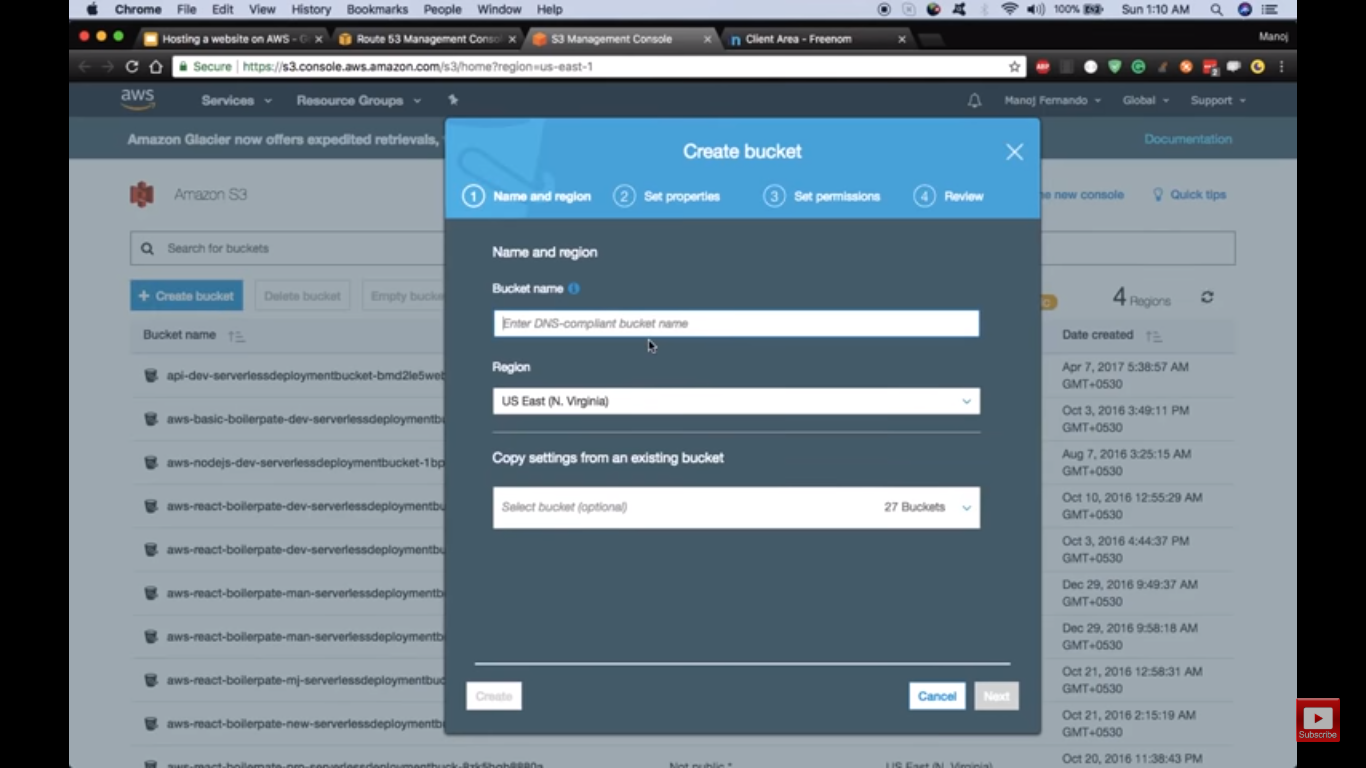 Chrome File Edit View History Bookmarks People Window Help 100% Sun 1:10 AM
Hosting a website on AWS - G Route 53 Management Consol S3 Management Console Client Area - Freenom Manoj
Secure | https://s3.console.aws.amazon.com/s3/home?region=us-east-1
aws Services Resource Groups Manoj Fernando Global Support
Amazon Glacier now offers expedited retrievals, Documentation
Create bucket
1 Name and region 2 Set properties 3 Set permissions 4 Review
Amazon S3 new console Quick tips
Search for buckets
Name and region
Bucket name
+ Create bucket Delete bucket Empty bucke 4 Regions
Enter DNS-compliant bucket name
Bucket name Date created
Region
api-dev-serverlessdeploymentbucket-bmd2le5web Apr 7, 2017 5:38:57 AM
GMT+0530
US East (N. Virginia)
aws-basic-boilerpate-dev-serverlessdeploymentbu Oct 3, 2016 3:49:11 PM
GMT+0530
Copy settings from an existing bucket
aws-nodejs-dev-serverlessdeploymentbucket-1bp Aug 7, 2016 3:25:15 AM
GMT+0530
Select bucket (optional) 27 Buckets
aws-react-boilerpate-dev-serverlessdeploymentbu Oct 10, 2016 12:55:29 AM
GMT+0530
aws-react-boilerpate-dev-serverlessdeploymentbu Oct 3, 2016 4:44:37 PM
GMT+0530
aws-react-boilerpate-man-serverlessdeploymentb Dec 29, 2016 9:49:37 AM
GMT+0530
aws-react-boilerpate-man-serverlessdeploymentb Dec 29, 2016 9:58:18 AM
GMT+0530
aws-react-boilerpate-mj-serverlessdeploymentbuc Oct 21, 2016 12:58:31 AM
GMT+0530
Create Cancel Next
aws-react-boilerpate-new-serverlessdeploymentb Oct 21, 2016 2:15:19 AM
GMT+0530
Subscribe
Not public * US East (N. Virginia) Oct 20, 2016 11:38:43 PM